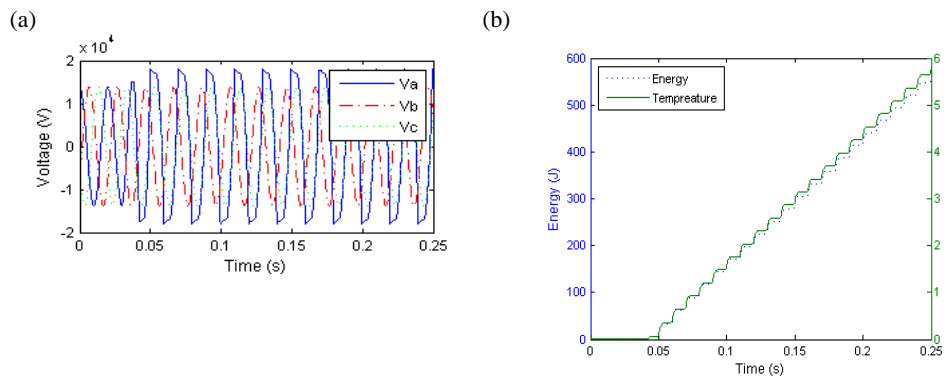 (a)
× 10⁴
2
1
0
-1
-2
Voltage (V)
Va
Vb
Vc
0
0.05
0.1
0.15
0.2
0.25
Time (s)
(b)
600
500
400
300
200
100
0
Energy (J)
Energy
Tempreature
6
5
4
3
2
1
0
0
0.05
0.1
0.15
0.2
0.25
Time (s)